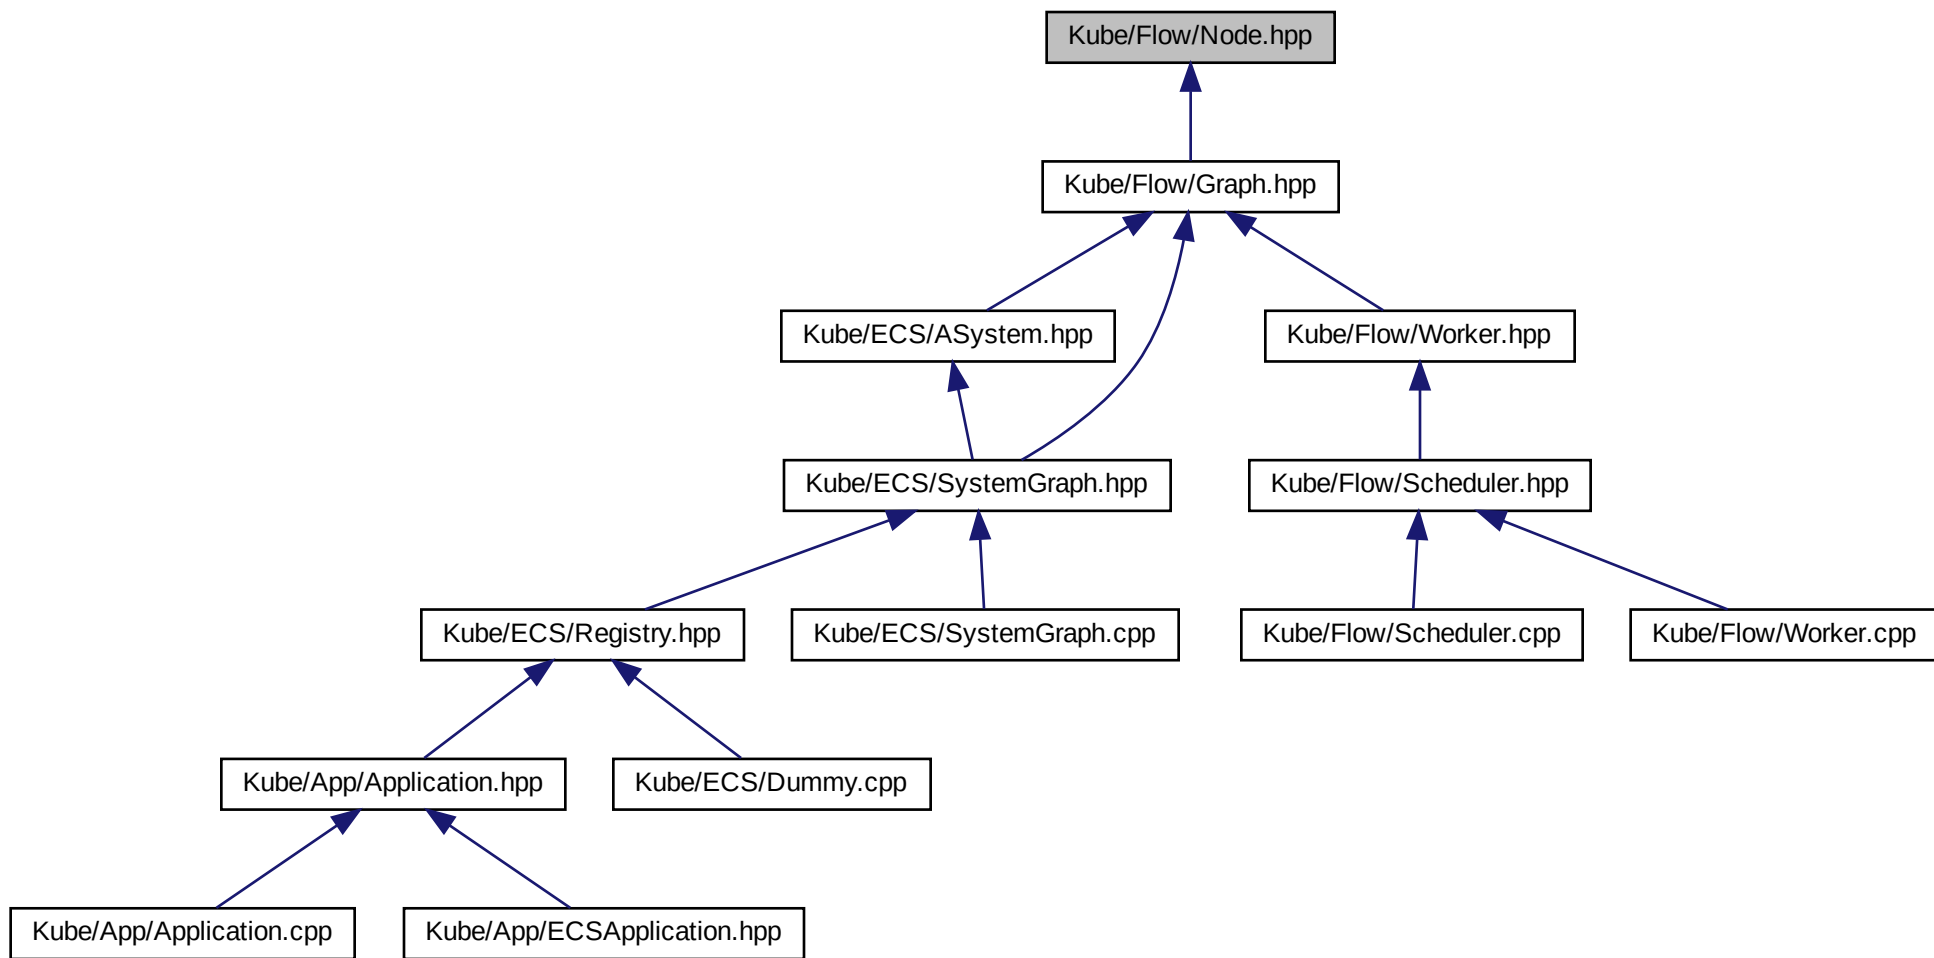 Kube/Flow/Node.hpp
Kube/Flow/Graph.hpp
Kube/ECS/ASystem.hpp
Kube/Flow/Worker.hpp
Kube/ECS/SystemGraph.hpp
Kube/Flow/Scheduler.hpp
Kube/ECS/Registry.hpp
Kube/ECS/SystemGraph.cpp
Kube/Flow/Scheduler.cpp
Kube/Flow/Worker.cpp
Kube/App/Application.hpp
Kube/ECS/Dummy.cpp
Kube/App/Application.cpp
Kube/App/ECSApplication.hpp